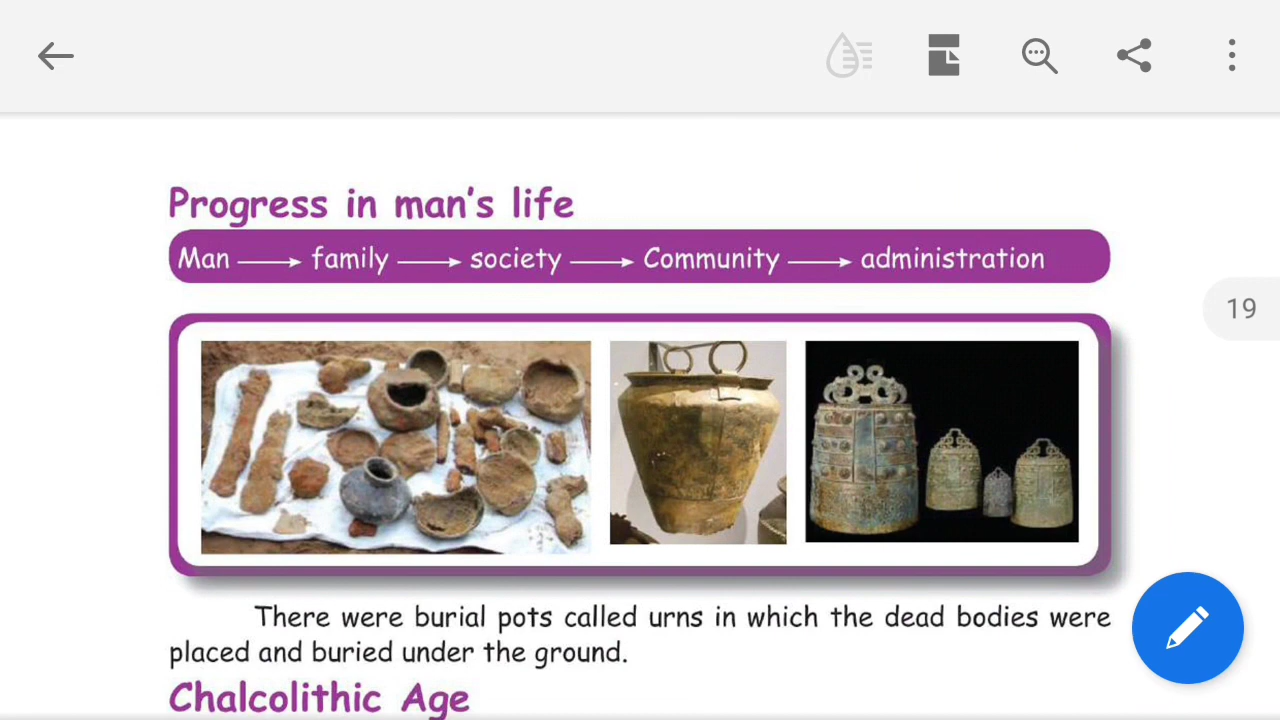 Progress in man's life
Man → family → society → Community → administration
19
There were burial pots called urns in which the dead bodies were
placed and buried under the ground.
Chalcolithic Age